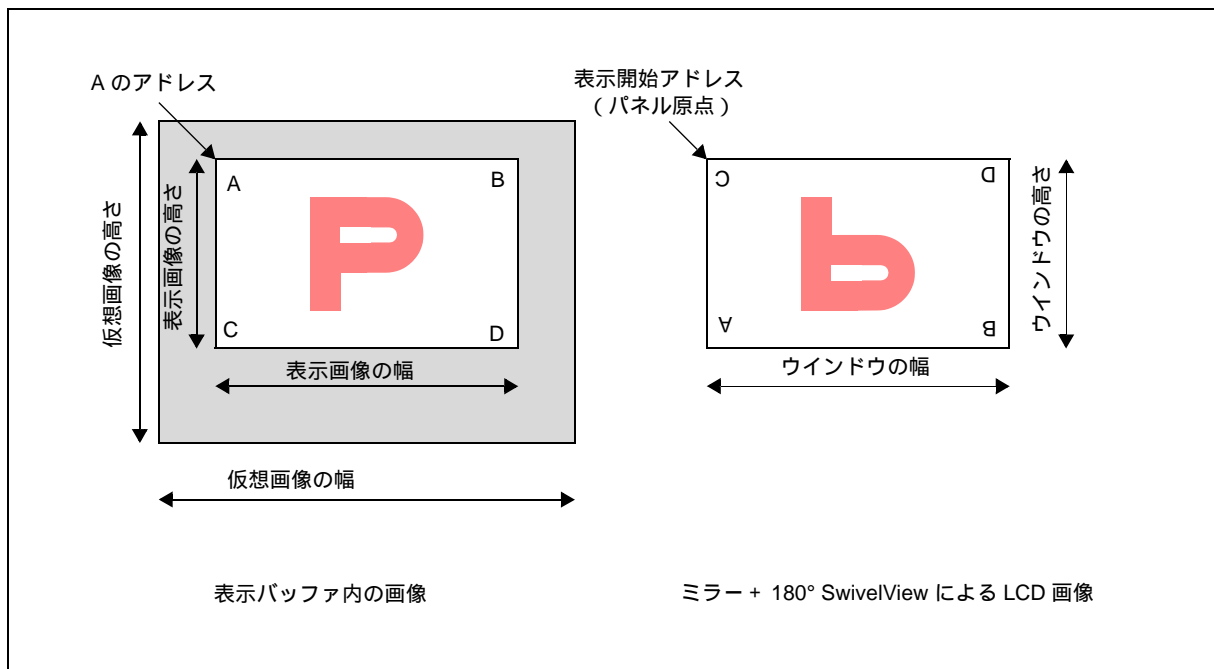 A のアドレス
表示開始アドレス
( パネル原点 )
A
B
C
D
P
仮想画像の高さ
表示画像の高さ
表示画像の幅
仮想画像の幅
C
D
A
B
P
ウインドウの高さ
ウインドウの幅
表示バッファ内の画像
ミラー + 180° SwivelView による LCD 画像